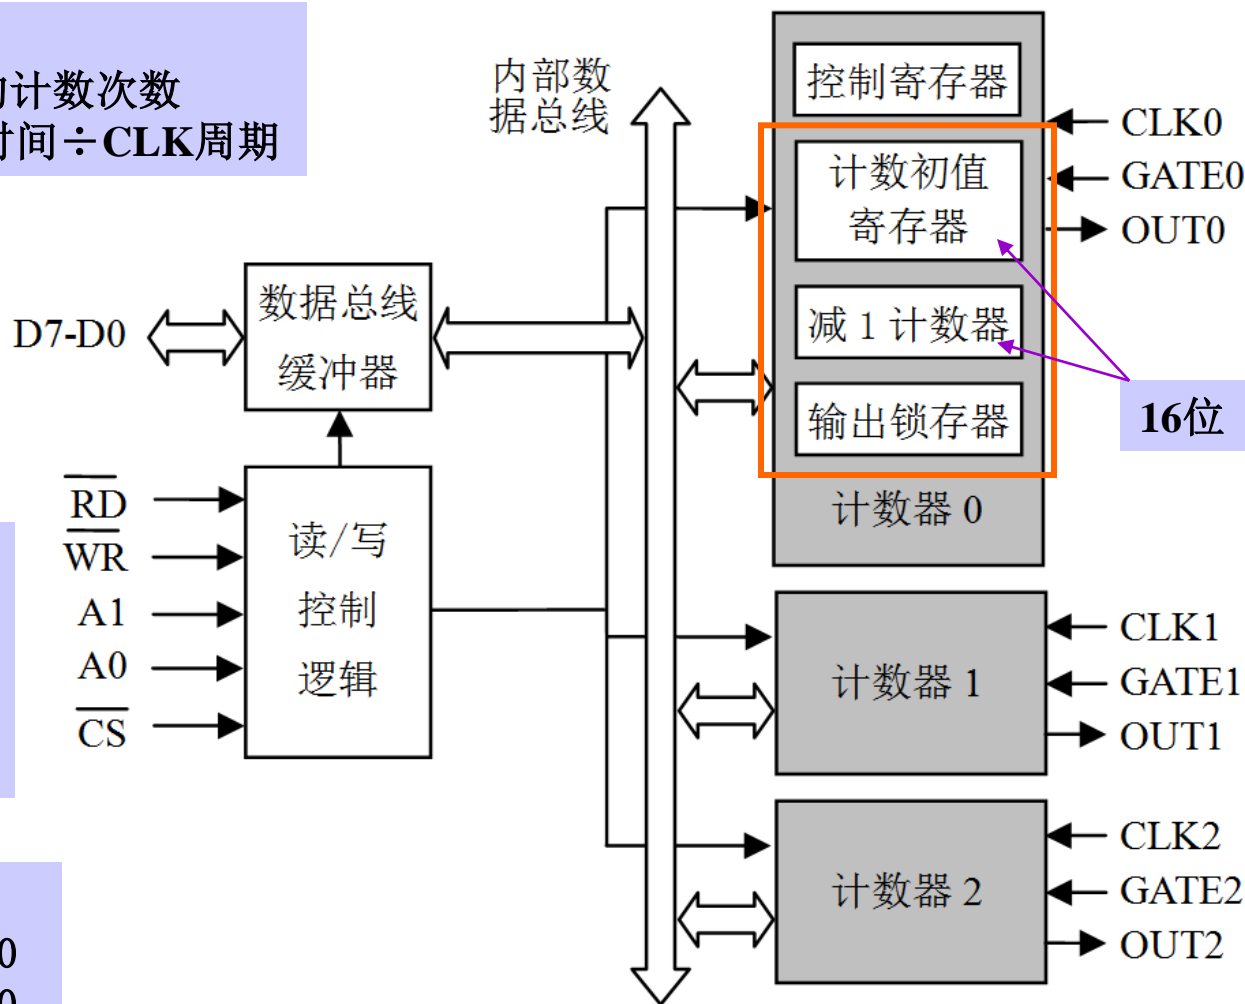 计数次数
时间÷CLK周期
内部数
据总线
控制寄存器
CLK0
计数初值
寄存器
GATE0
OUT0
数据总线
缓冲器
D7-D0
减 1 计数器
16位
输出锁存器
计数器 0
RD
WR
A1
A0
CS
读/写
控制
逻辑
CLK1
计数器 1
GATE1
OUT1
CLK2
计数器 2
GATE2
OUT2
0
0